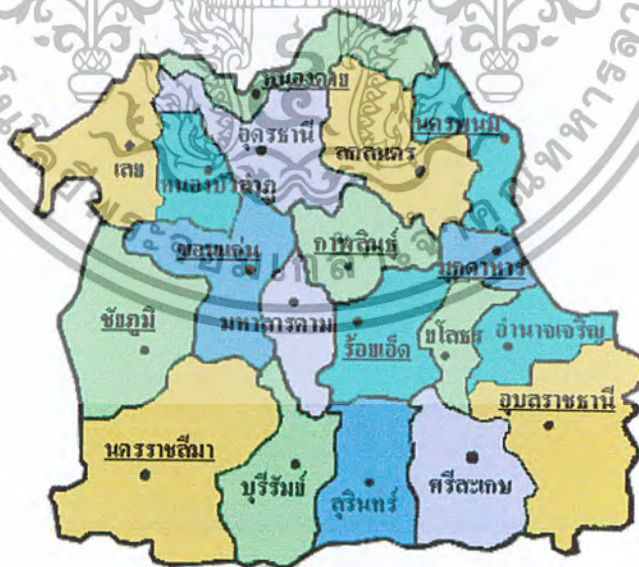 หนองคาย
นครพนม
อุดรธานี
สกลนคร
เลย
หนองบัวลำภู
ขอนแก่น
กาฬสินธุ์
มุกดาหาร
ชัยภูมิ
มหาสารคาม
ร้อยเอ็ด
ยโสธร
อำนาจเจริญ
อุบลราชธานี
นครราชสีมา
บุรีรัมย์
สุรินทร์
ศรีสะเกษ